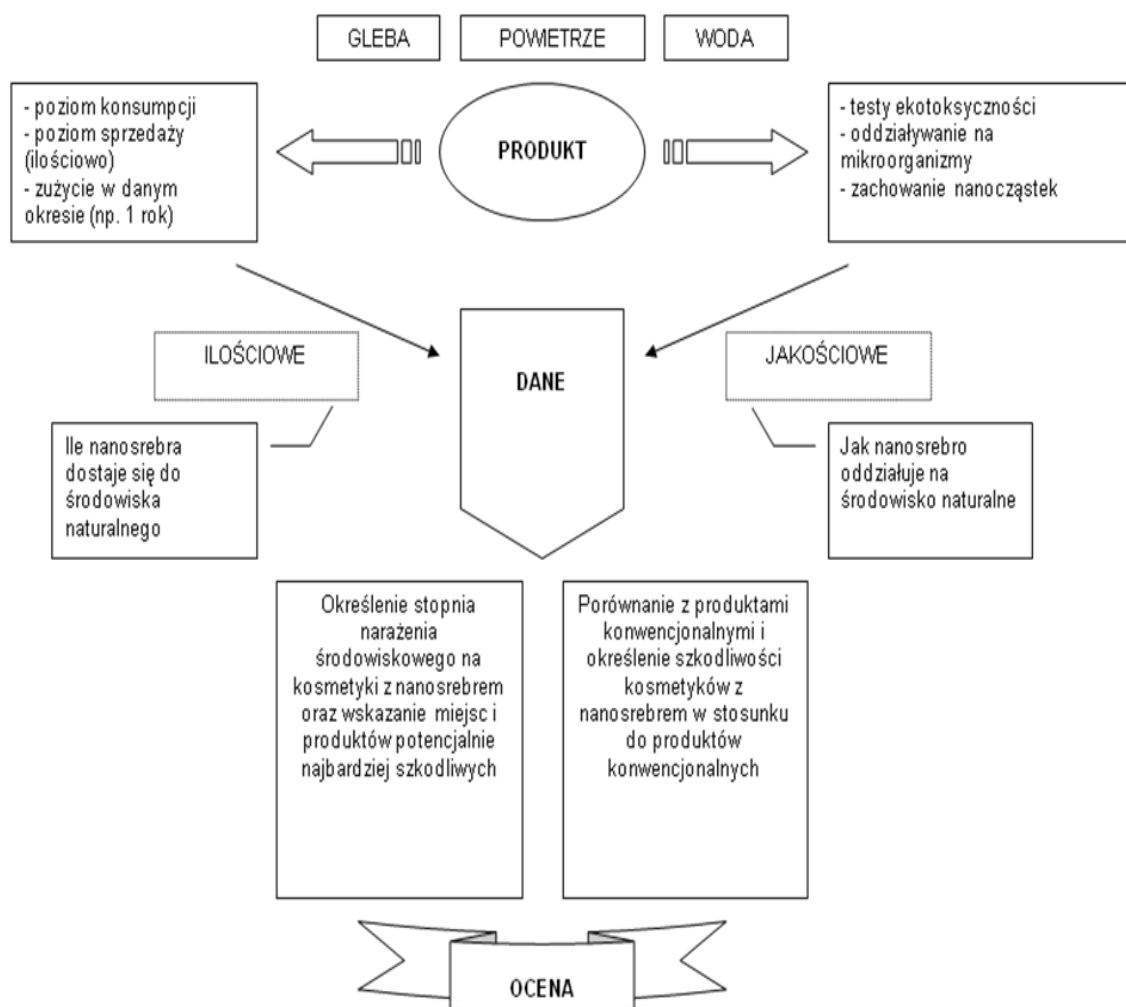 GLEBA
POWIETRZE
WODA
- poziom konsumpcji
- poziom sprzedaży
(ilościowo)
- zużycie w danym
okresie (np. 1 rok)
PRODUKT
- testy ekotoksyczności
- oddziaływanie na
mikroorganizmy
- zachowanie nanocząstek
ILOŚCIOWE
DANE
JAKOŚCIOWE
Ile nanosrebra
dostaje się do
środowiska
naturalnego
Jak nanosrebro
oddziałuje na
środowisko naturalne
Określenie stopnia
narażenia
środowiskowego na
kosmetyki z nanosrebrem
oraz wskazanie miejsc i
produktów potencjalnie
najbardziej szkodliwych
Porównanie z produktami
konwencjonalnymi i
określenie szkodliwości
kosmetyków z
nanosrebrem w stosunku
do produktów
konwencjonalnych
OCENA